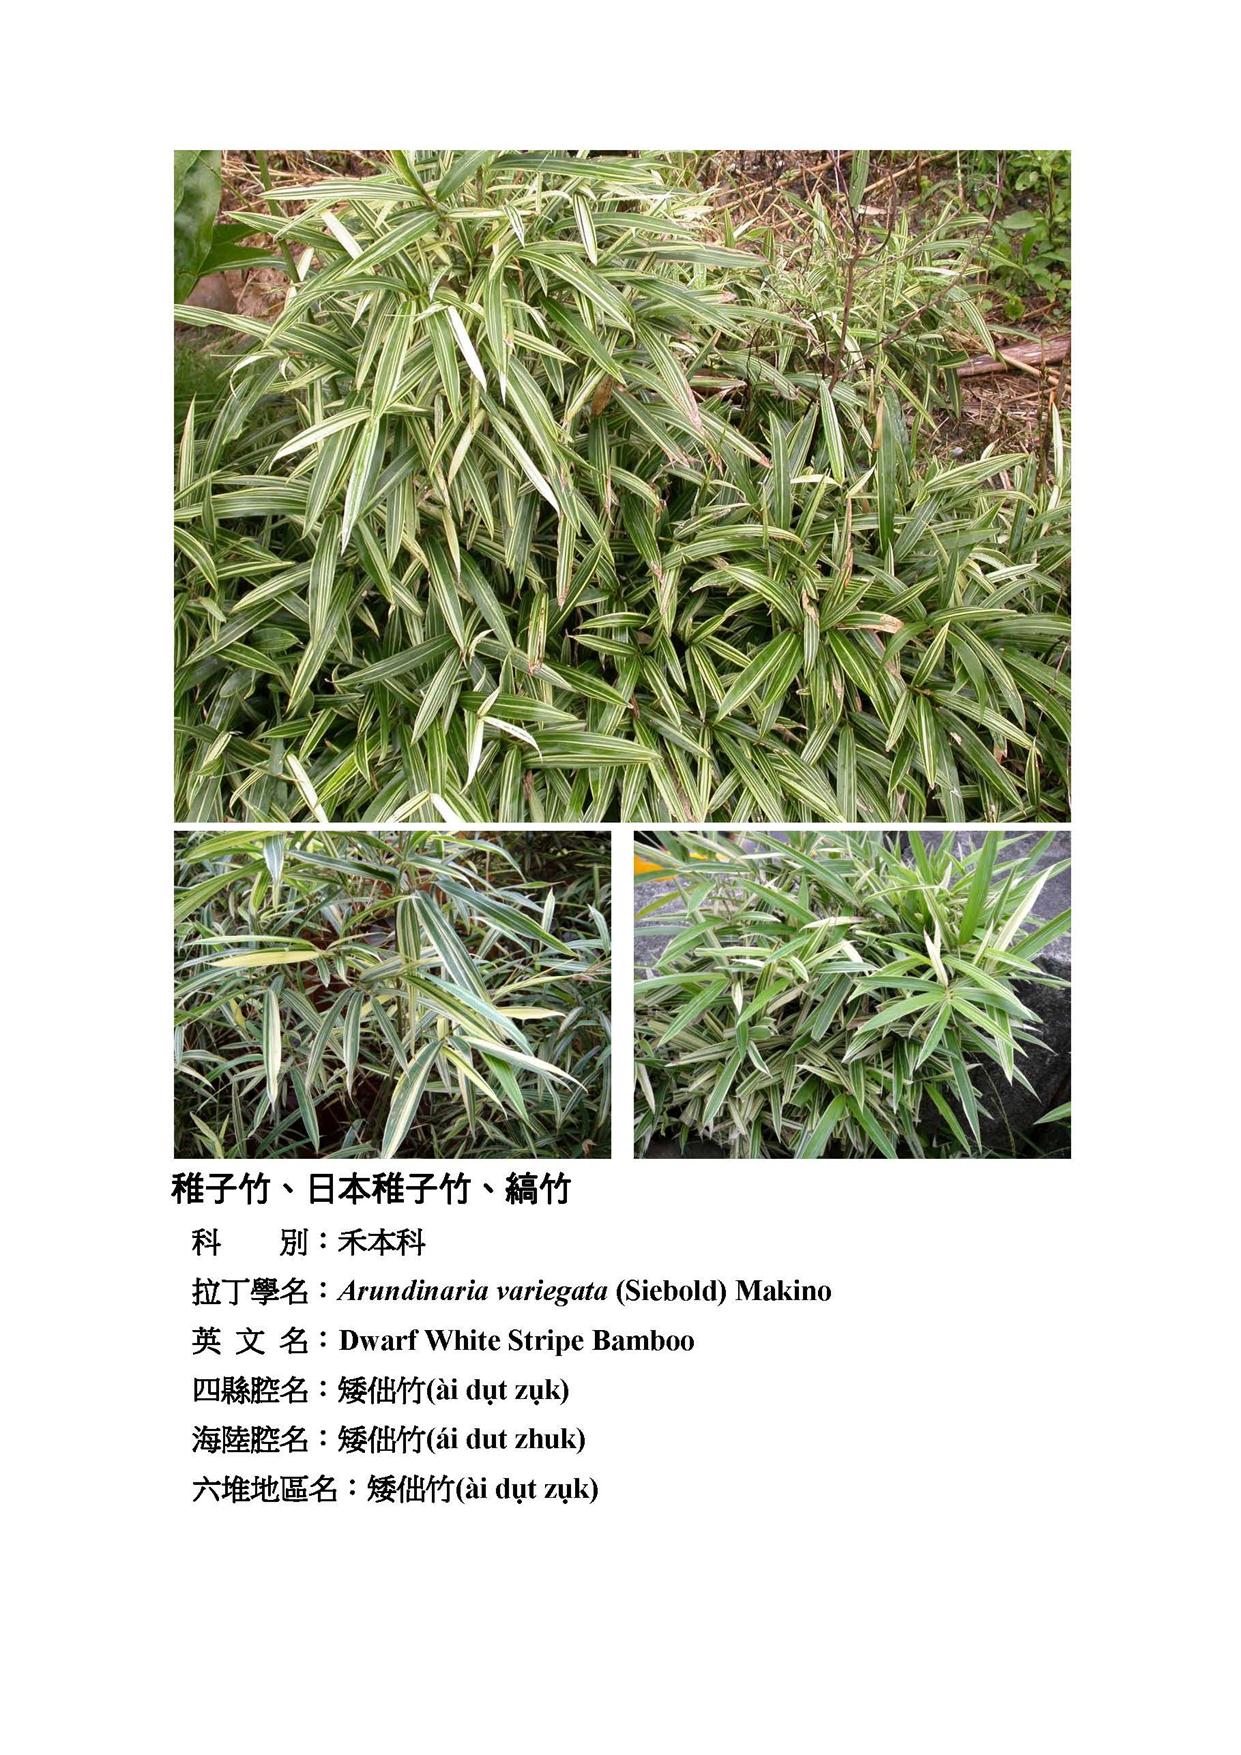 稚子竹、日本稚子竹、縞竹
科　　別：禾本科
拉丁學名：Arundinaria variegata (Siebold) Makino
英 文 名：Dwarf White Stripe Bamboo
四縣腔名：矮㑁竹(ài dụt zụk)
海陸腔名：矮㑁竹(ái dut zhuk)
六堆地區名：矮㑁竹(ài dụt zụk)